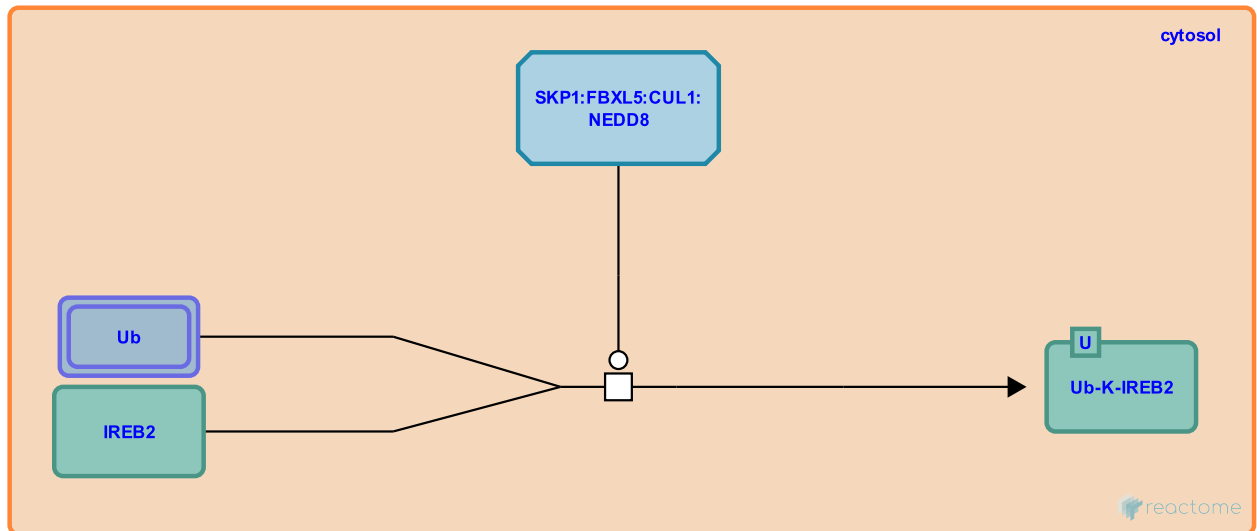 cytosol
SKP1:FBXL5:CUL1:
NEDD8
Ub
IREB2
U
Ub-K-IREB2
reactome